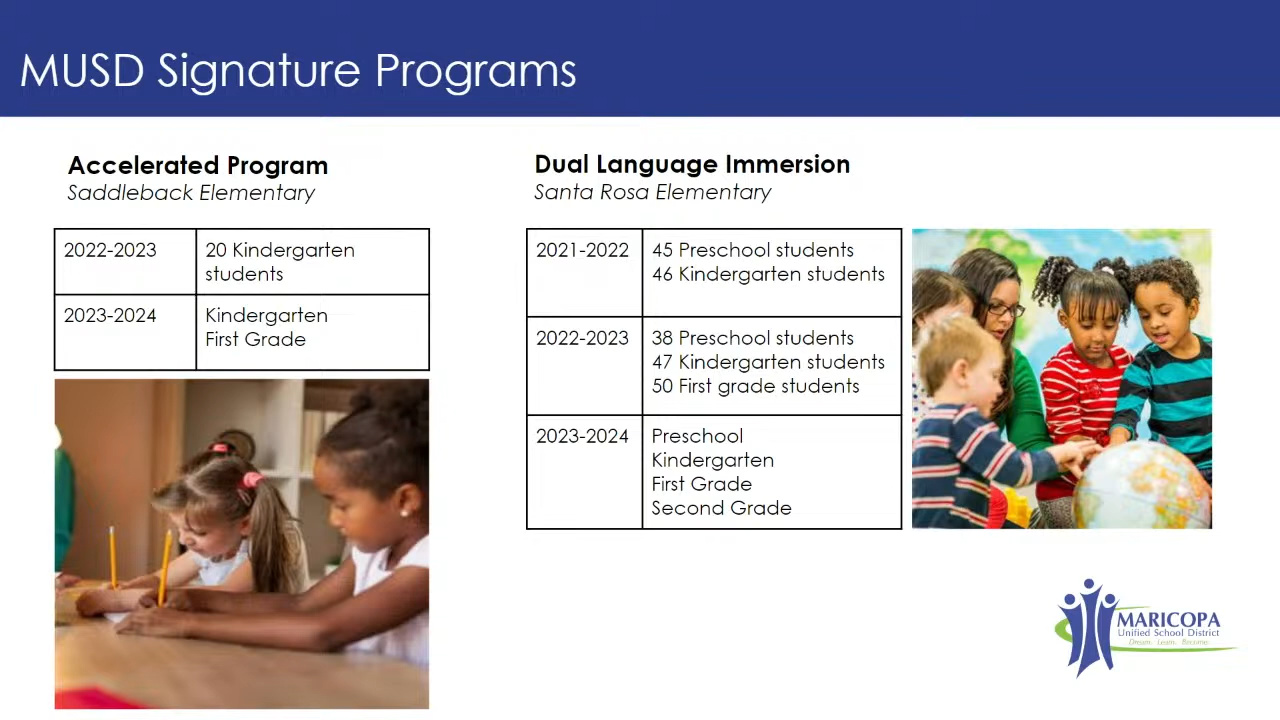 MUSD Signature Programs
Accelerated Program
Saddleback Elementary
2022-2023
20 Kindergarten
students
2023-2024
Kindergarten
First Grade
Dual Language Immersion
Santa Rosa Elementary
2021-2022
45 Preschool students
46 Kindergarten students
2022-2023
38 Preschool students
47 Kindergarten students
50 First grade students
2023-2024
Preschool
Kindergarten
First Grade
Second Grade
MARICOPA
Unified School District
Dream. Learn. Become.